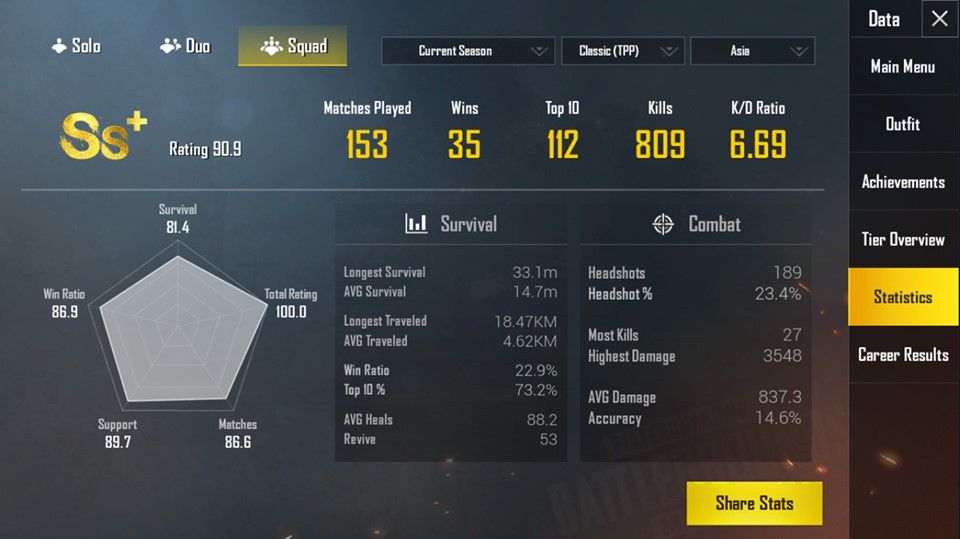 Solo
Duo
Squad
Current Season
Classic (TPP)
Asia
Data
Main Menu
Outfit
Achievements
Tier Overview
Statistics
Career Results
Ss+
Rating 90.9
Matches Played
153
Wins
35
Top 10
112
Kills
809
K/D Ratio
6.69
Survival
81.4
Win Ratio
86.9
Total Rating
100.0
Support
89.7
Matches
86.6
Survival
Longest Survival 33.1m
AVG Survival 14.7m
Longest Traveled 18.47KM
AVG Traveled 4.62KM
Win Ratio 22.9%
Top 10 % 73.2%
AVG Heals 88.2
Revive 53
Combat
Headshots 189
Headshot % 23.4%
Most Kills 27
Highest Damage 3548
AVG Damage 837.3
Accuracy 14.6%
Share Stats